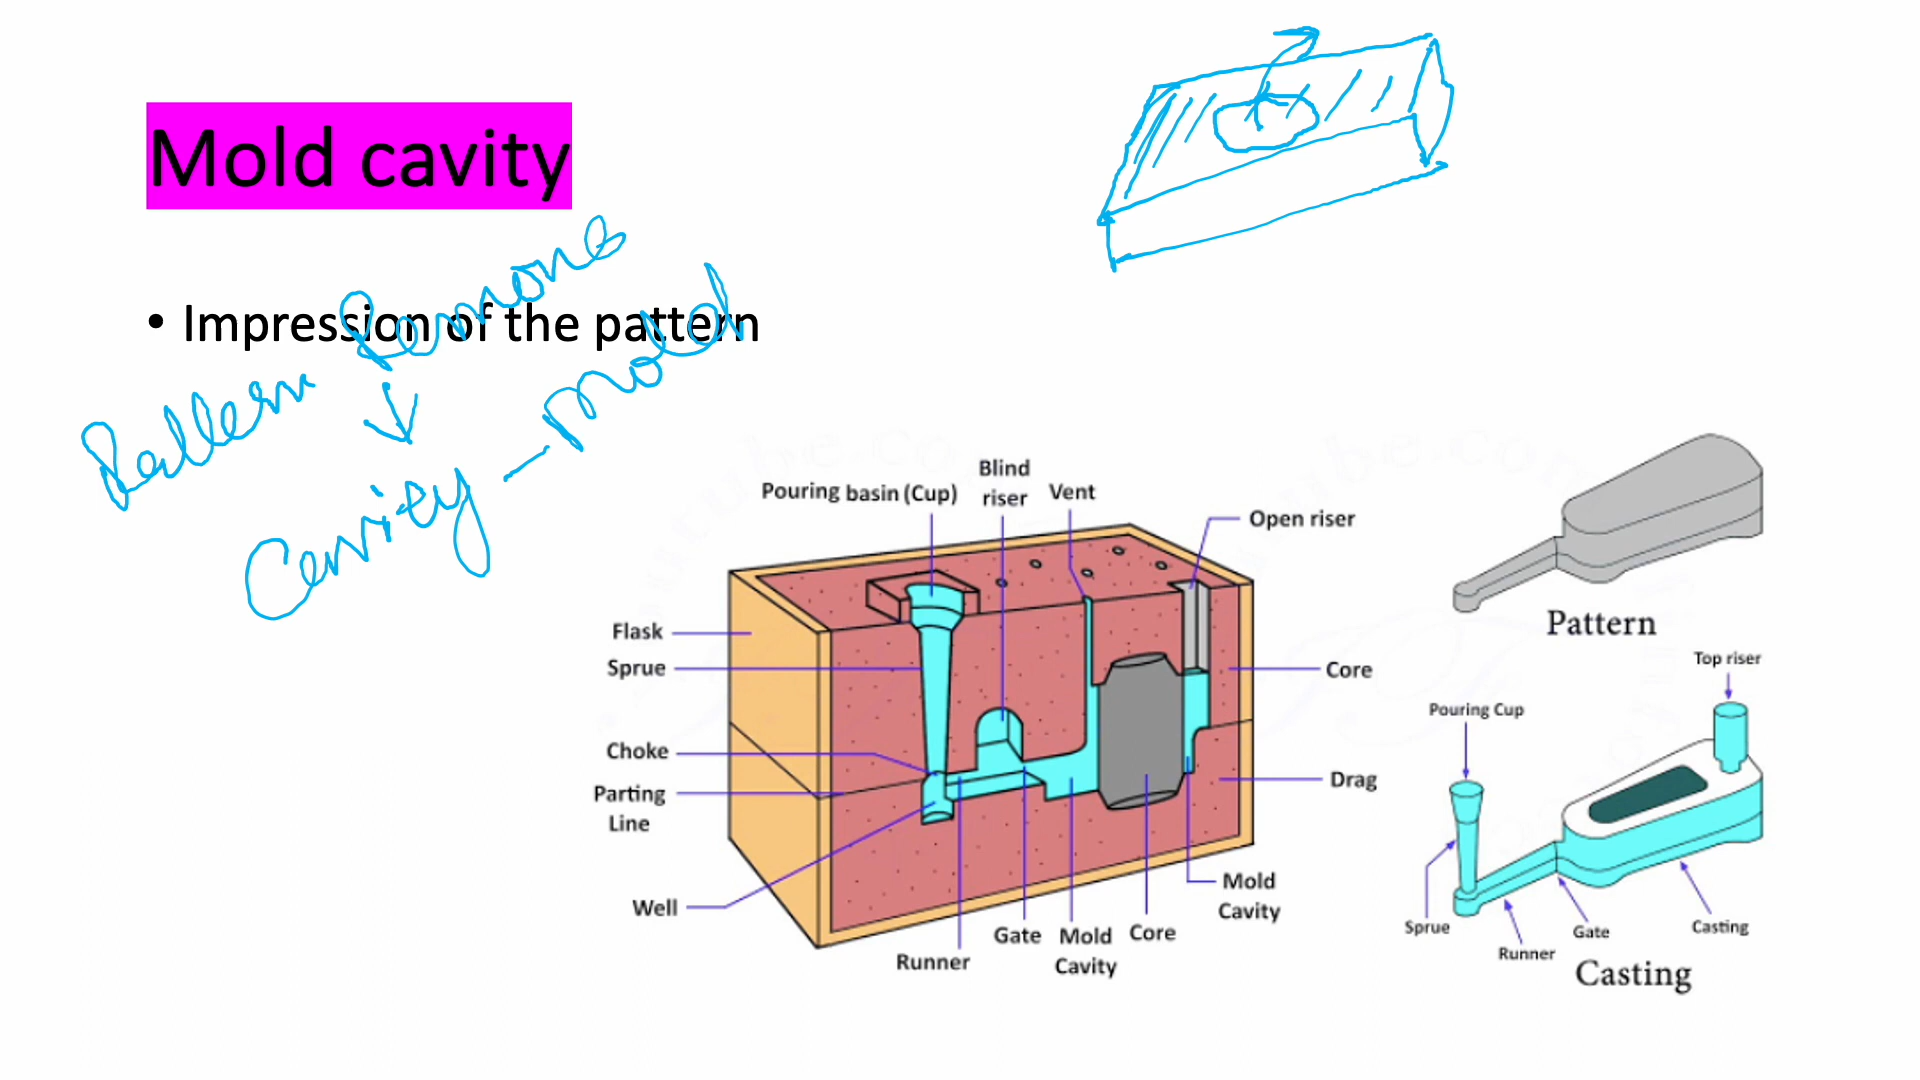 Mold cavity
• Impression of the pattern
Pattern Remove
↓
Cavity – Mold
Blind
riser
Pouring basin (Cup)
Vent
Open riser
Flask
Sprue
Core
Choke
Parting
Line
Drag
Well
Mold
Cavity
Gate
Mold
Cavity
Core
Runner
Pattern
Top riser
Pouring Cup
Sprue
Runner
Gate
Casting
Casting